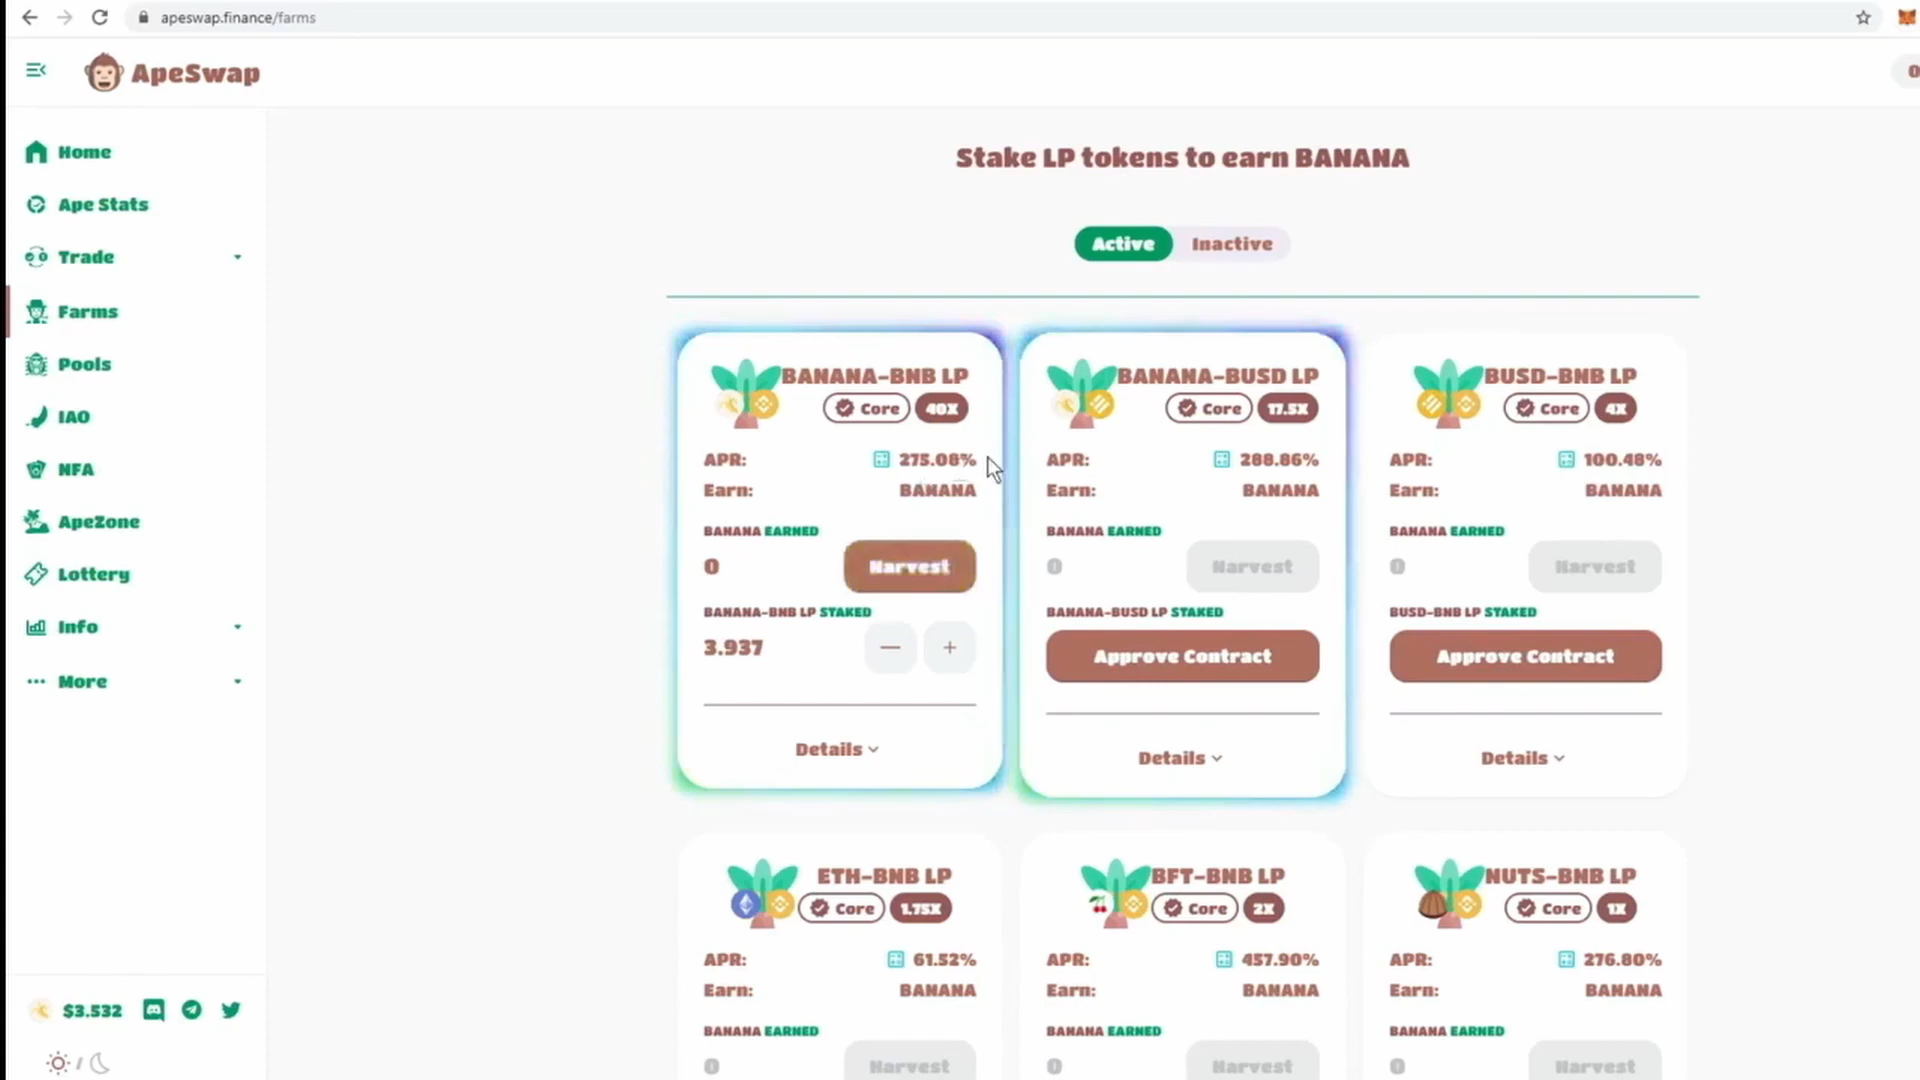 apeswap.finance/farms
ApeSwap
Home
Ape Stats
Trade
Farms
Pools
IAO
NFA
ApeZone
Lottery
Info
More
$3.532
Stake LP tokens to earn BANANA
Active Inactive
BANANA-BNB LP
Core 40X
APR: 275.08%
Earn: BANANA
BANANA EARNED
0 Harvest
BANANA-BNB LP STAKED
3.937 — +
Details
BANANA-BUSD LP
Core 17.5X
APR: 288.86%
Earn: BANANA
BANANA EARNED
0 Harvest
BANANA-BUSD LP STAKED
Approve Contract
Details
BUSD-BNB LP
Core 4X
APR: 100.48%
Earn: BANANA
BANANA EARNED
0 Harvest
BUSD-BNB LP STAKED
Approve Contract
Details
ETH-BNB LP
Core 1.75X
APR: 61.52%
Earn: BANANA
BANANA EARNED
0 Harvest
BFT-BNB LP
Core 2X
APR: 457.90%
Earn: BANANA
BANANA EARNED
0 Harvest
NUTS-BNB LP
Core 1X
APR: 276.80%
Earn: BANANA
BANANA EARNED
0 Harvest